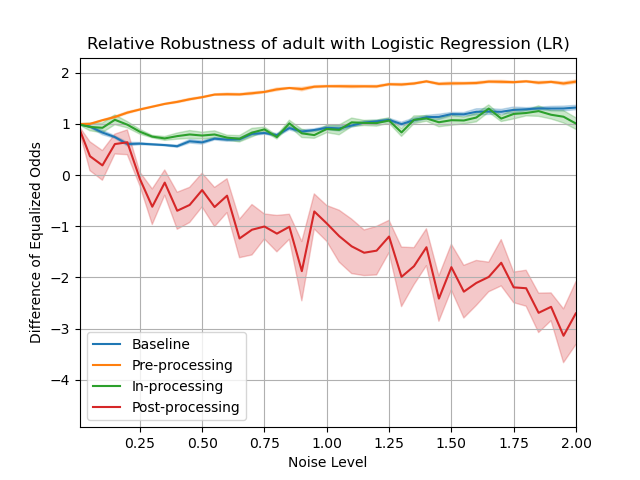 Relative Robustness of adult with Logistic Regression (LR)
Difference of Equalized Odds
2
1
0
−1
−2
−3
−4
Baseline
Pre-processing
In-processing
Post-processing
0.25 0.50 0.75 1.00 1.25 1.50 1.75 2.00
Noise Level